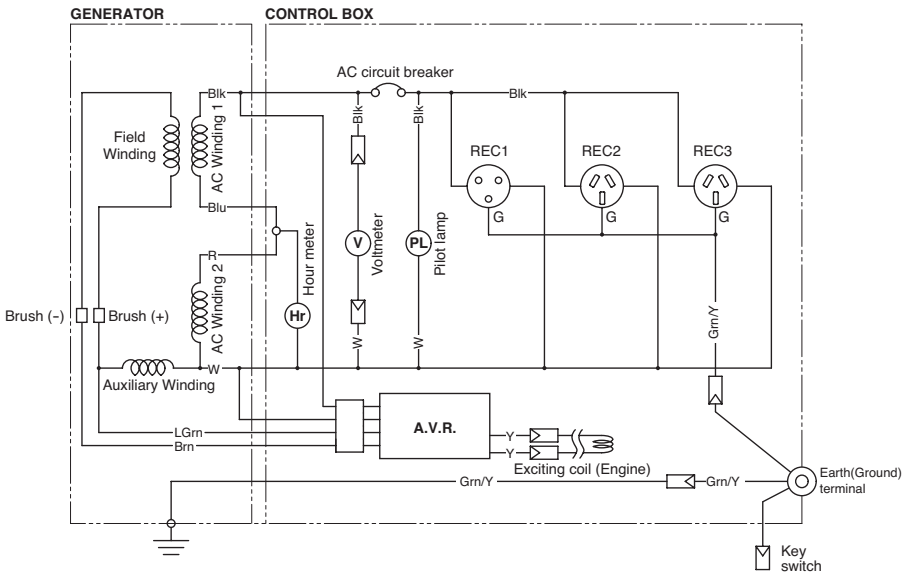 GENERATOR
CONTROL BOX
AC circuit breaker
Blk
Blk
Blk
Blk
REC1
REC2
REC3
Field
Winding
AC Winding 1
G
G
G
Blu
Hour meter
V
Voltmeter
PL
Pilot lamp
R
AC Winding 2
Hr
Grn/Y
Brush (-)
Brush (+)
W
W
W
Auxiliary Winding
A.V.R.
LGrn
Brn
Y
Y
Exciting coil (Engine)
Grn/Y
Grn/Y
Earth(Ground)
terminal
Key
switch